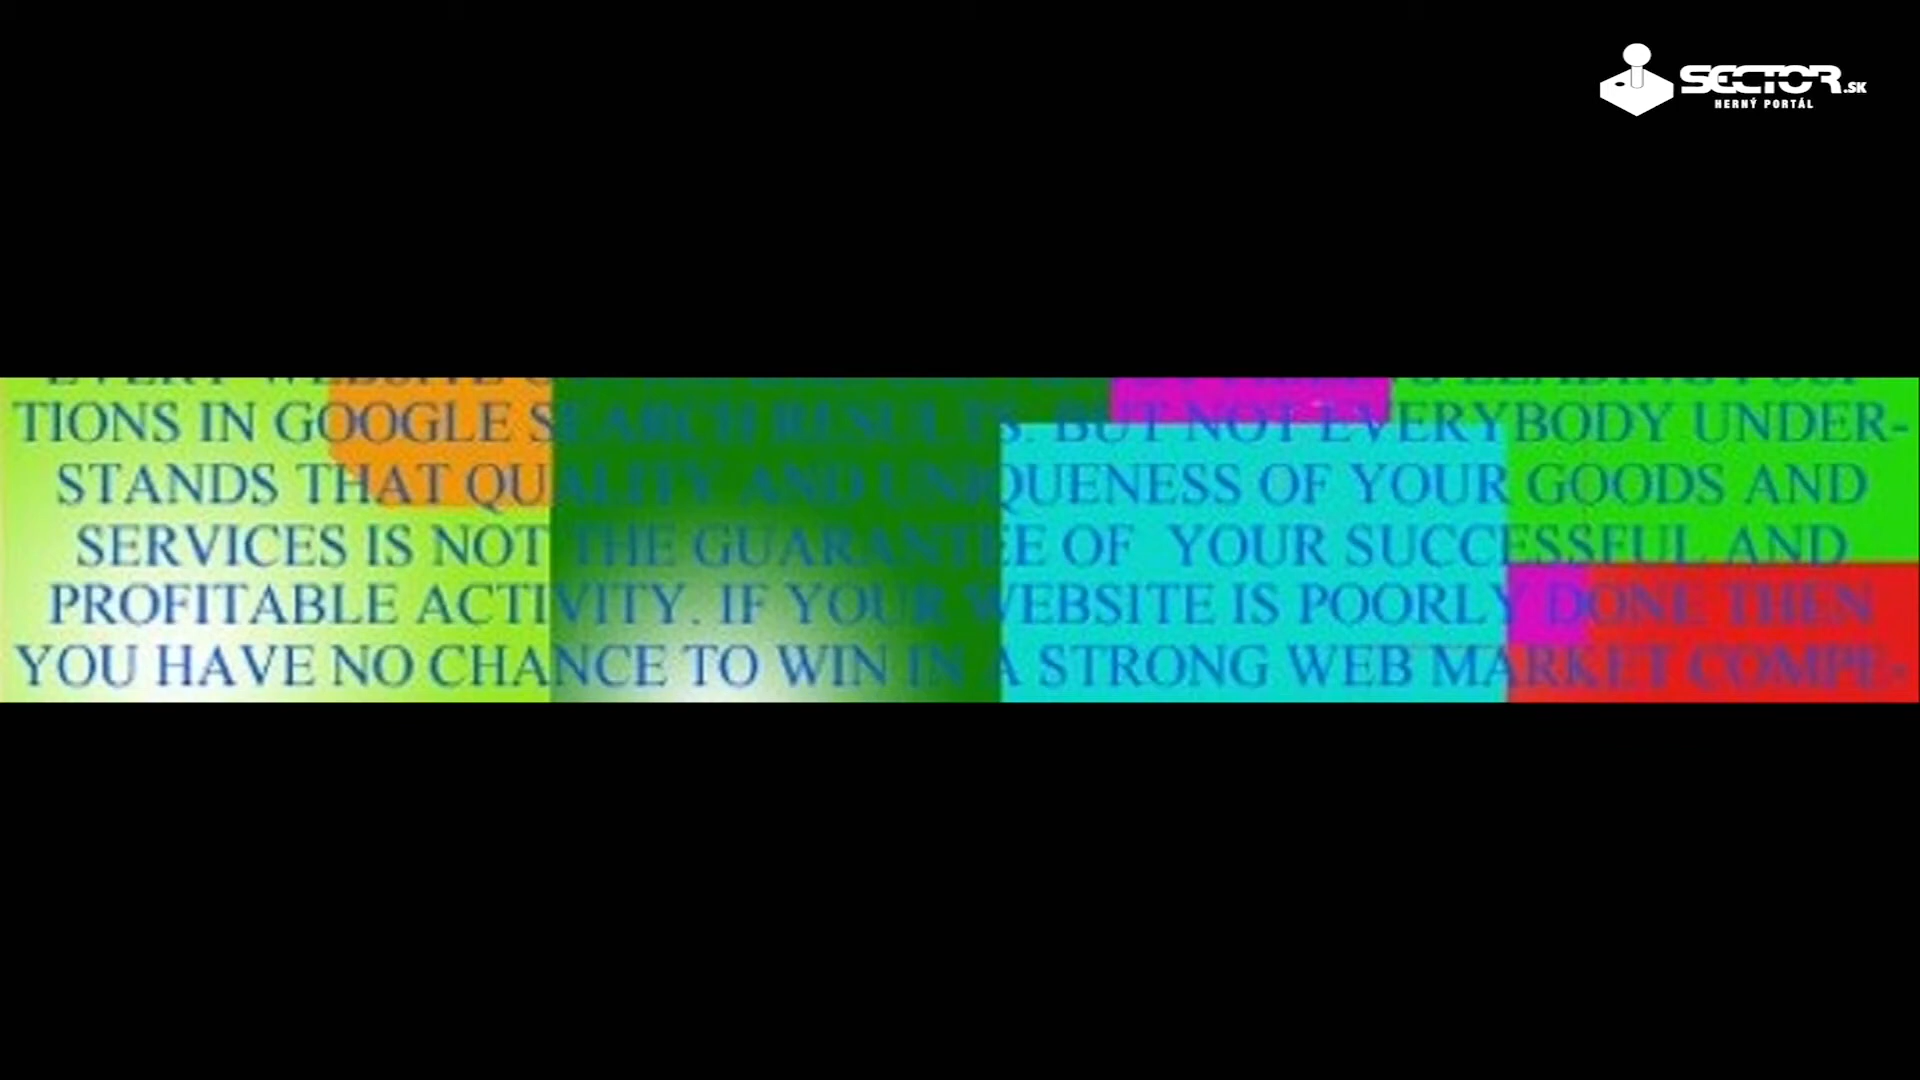 SECTOR.SK
HERNÝ PORTÁL
EVERY WEBSITE
TIONS IN GOOGLE SEARCH RESULTS. BUT NOT EVERYBODY UNDER-
STANDS THAT QUALITY AND UNIQUENESS OF YOUR GOODS AND
SERVICES IS NOT THE GUARANTEE OF YOUR SUCCESSFUL AND
PROFITABLE ACTIVITY. IF YOUR WEBSITE IS POORLY DONE THEN
YOU HAVE NO CHANCE TO WIN IN A STRONG WEB MARKET COMPE-